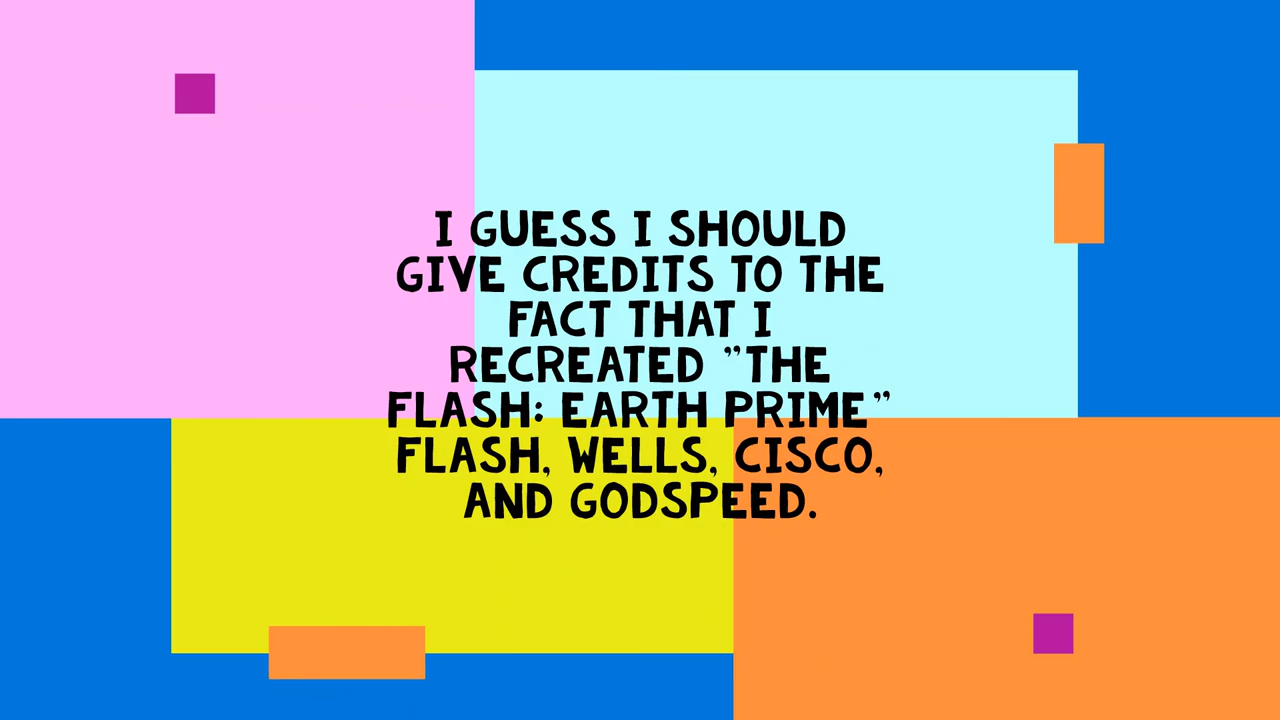 I GUESS I SHOULD
GIVE CREDITS TO THE
FACT THAT I
RECREATED "THE
FLASH: EARTH PRIME"
FLASH, WELLS, CISCO,
AND GODSPEED.